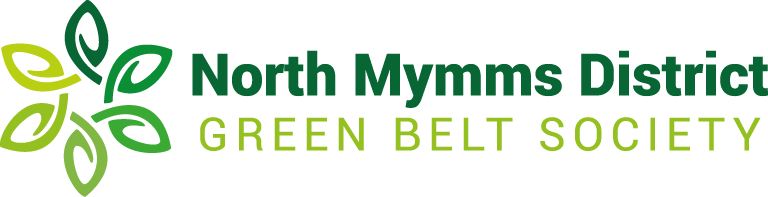 North Mymms District
GREEN BELT SOCIETY